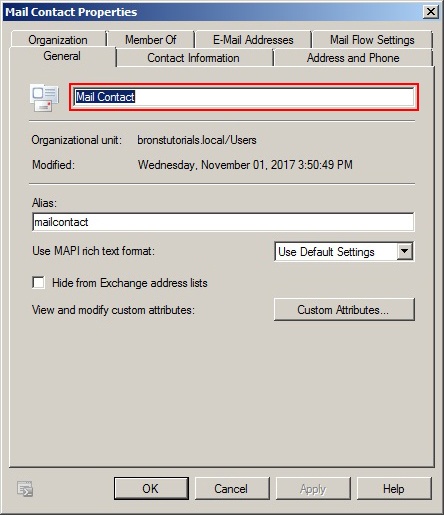 Mail Contact Properties
Organization Member Of E-Mail Addresses Mail Flow Settings
General Contact Information Address and Phone
Mail Contact
Organizational unit: bronstutorials.local/Users
Modified: Wednesday, November 01, 2017 3:50:49 PM
Alias:
mailcontact
Use MAPI rich text format: Use Default Settings
Hide from Exchange address lists
View and modify custom attributes: Custom Attributes...
OK Cancel Apply Help